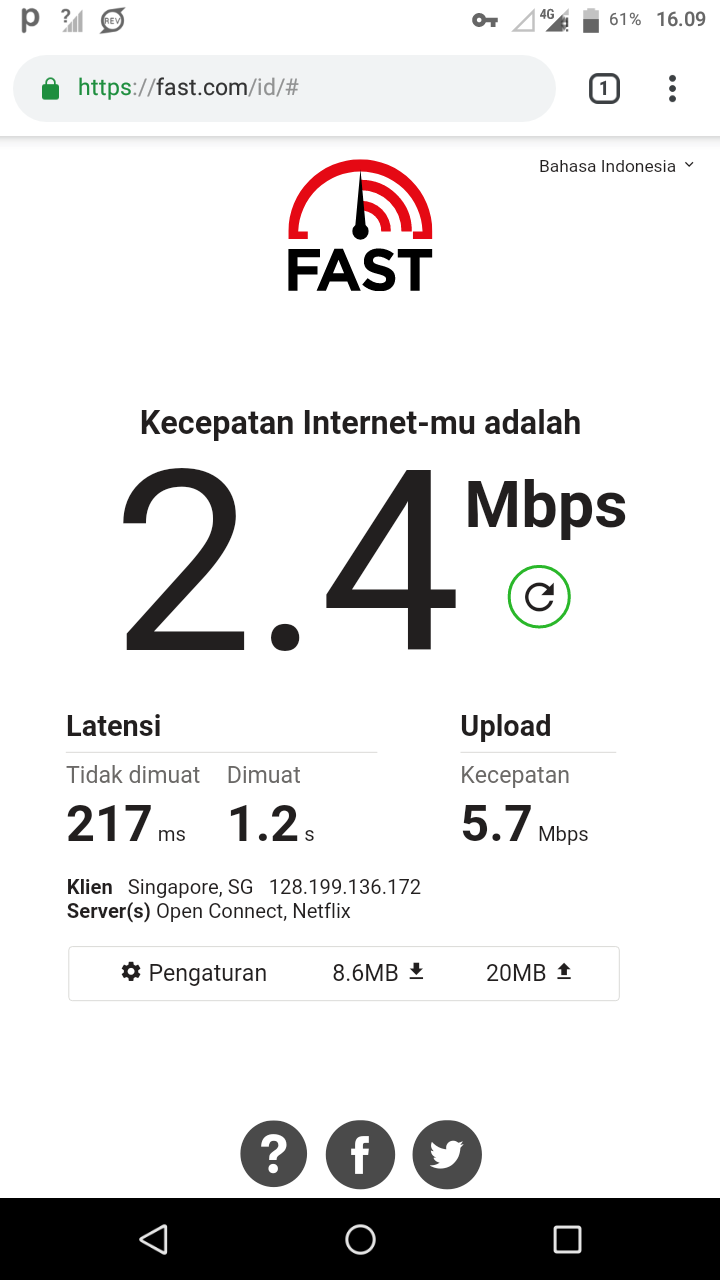 61% 16.09
https://fast.com/id/#
1
Bahasa Indonesia
FAST
Kecepatan Internet-mu adalah
2.4 Mbps
Latensi Upload
Tidak dimuat Dimuat Kecepatan
217 ms 1.2 s 5.7 Mbps
Klien Singapore, SG 128.199.136.172
Server(s) Open Connect, Netflix
Pengaturan 8.6MB 20MB